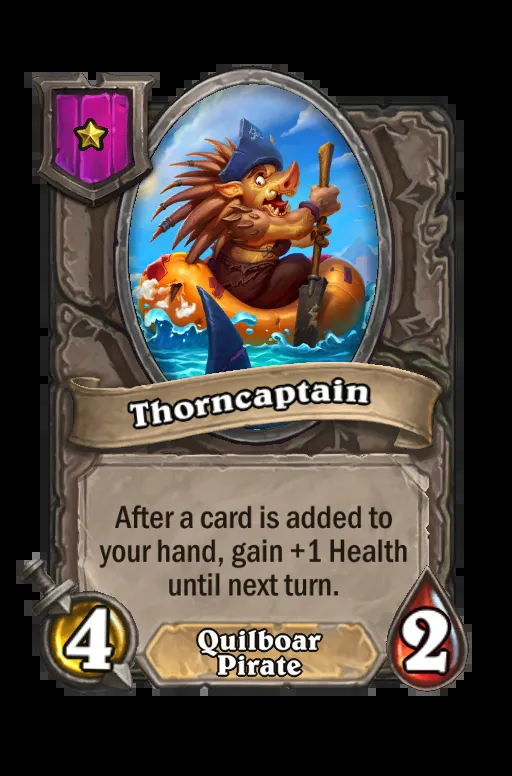 Thorncaptain
After a card is added to
your hand, gain +1 Health
until next turn.
4
Quilboar
Pirate
2